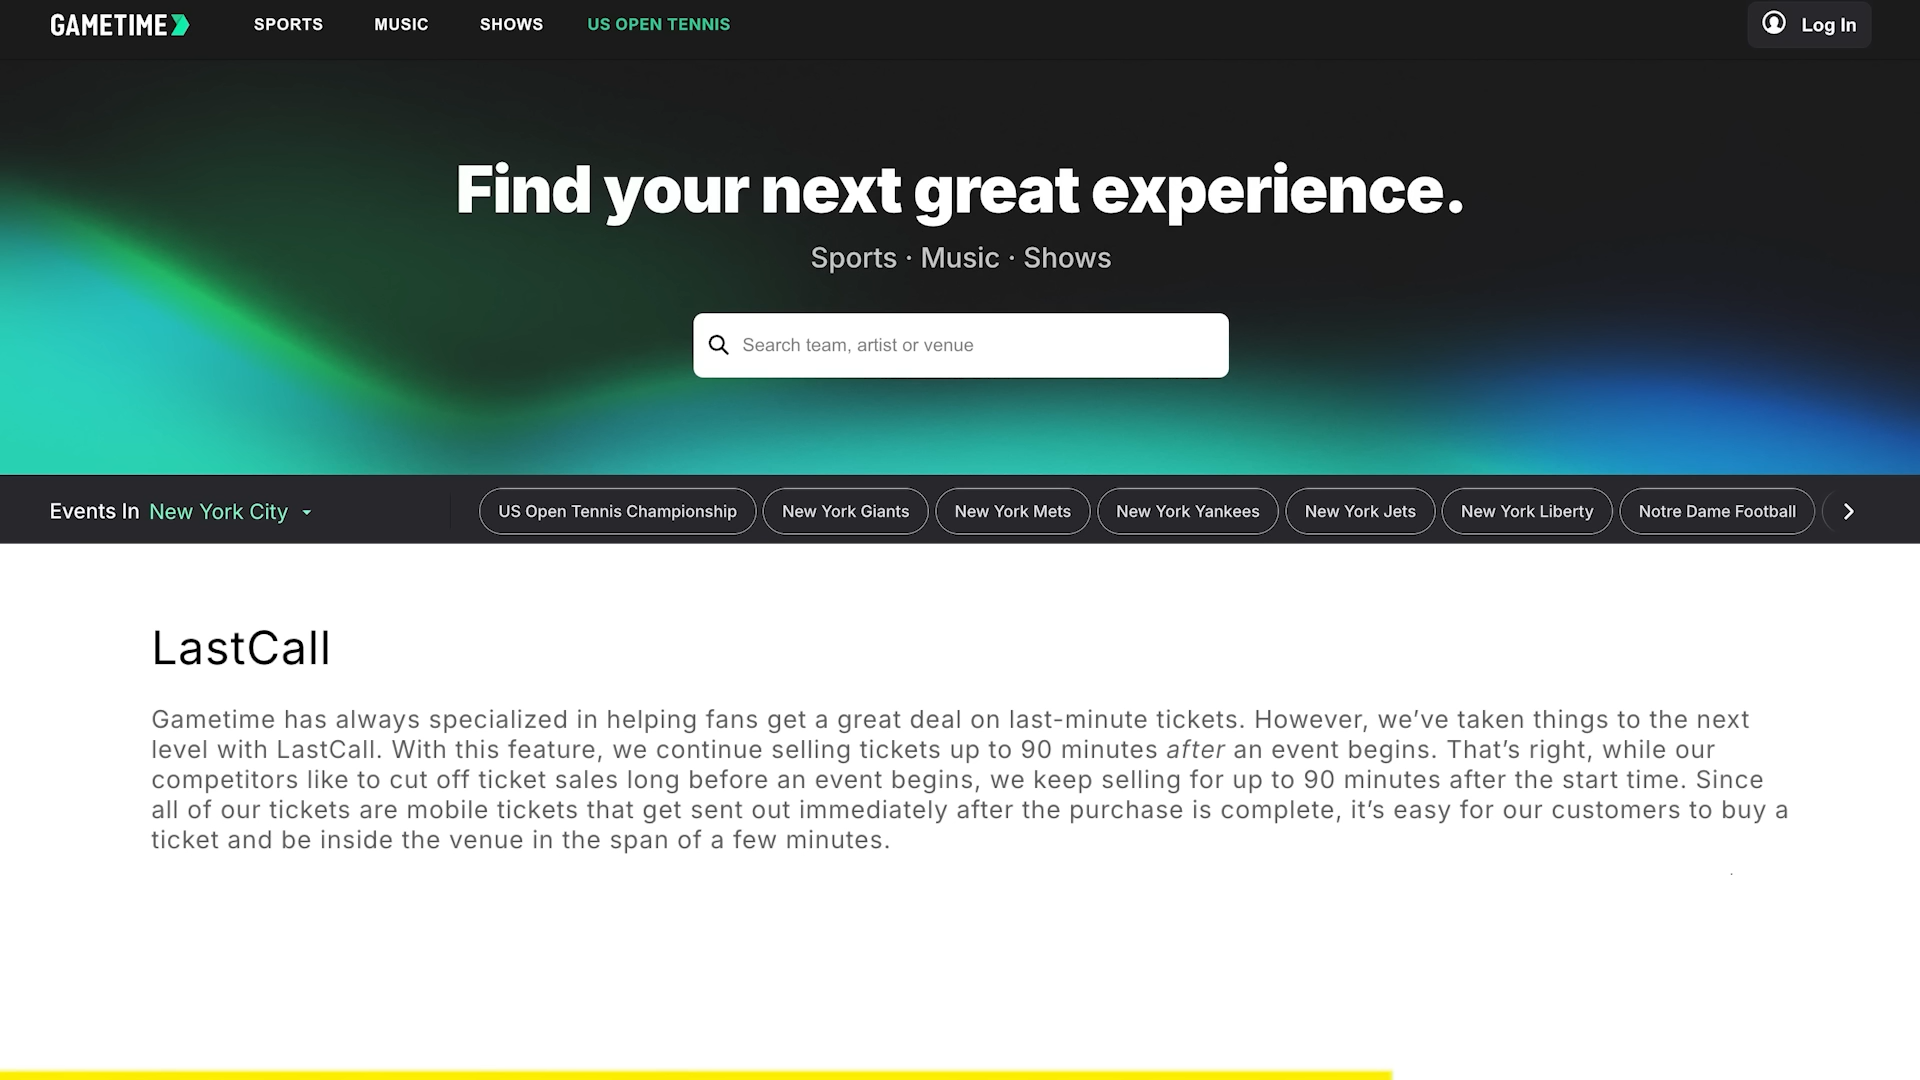 GAMETIME
SPORTS MUSIC SHOWS US OPEN TENNIS
Log In
Find your next great experience.
Sports · Music · Shows
Search team, artist or venue
Events In New York City
US Open Tennis Championship New York Giants New York Mets New York Yankees New York Jets New York Liberty Notre Dame Football
LastCall
Gametime has always specialized in helping fans get a great deal on last-minute tickets. However, we’ve taken things to the next
level with LastCall. With this feature, we continue selling tickets up to 90 minutes after an event begins. That’s right, while our
competitors like to cut off ticket sales long before an event begins, we keep selling for up to 90 minutes after the start time. Since
all of our tickets are mobile tickets that get sent out immediately after the purchase is complete, it’s easy for our customers to buy a
ticket and be inside the venue in the span of a few minutes.